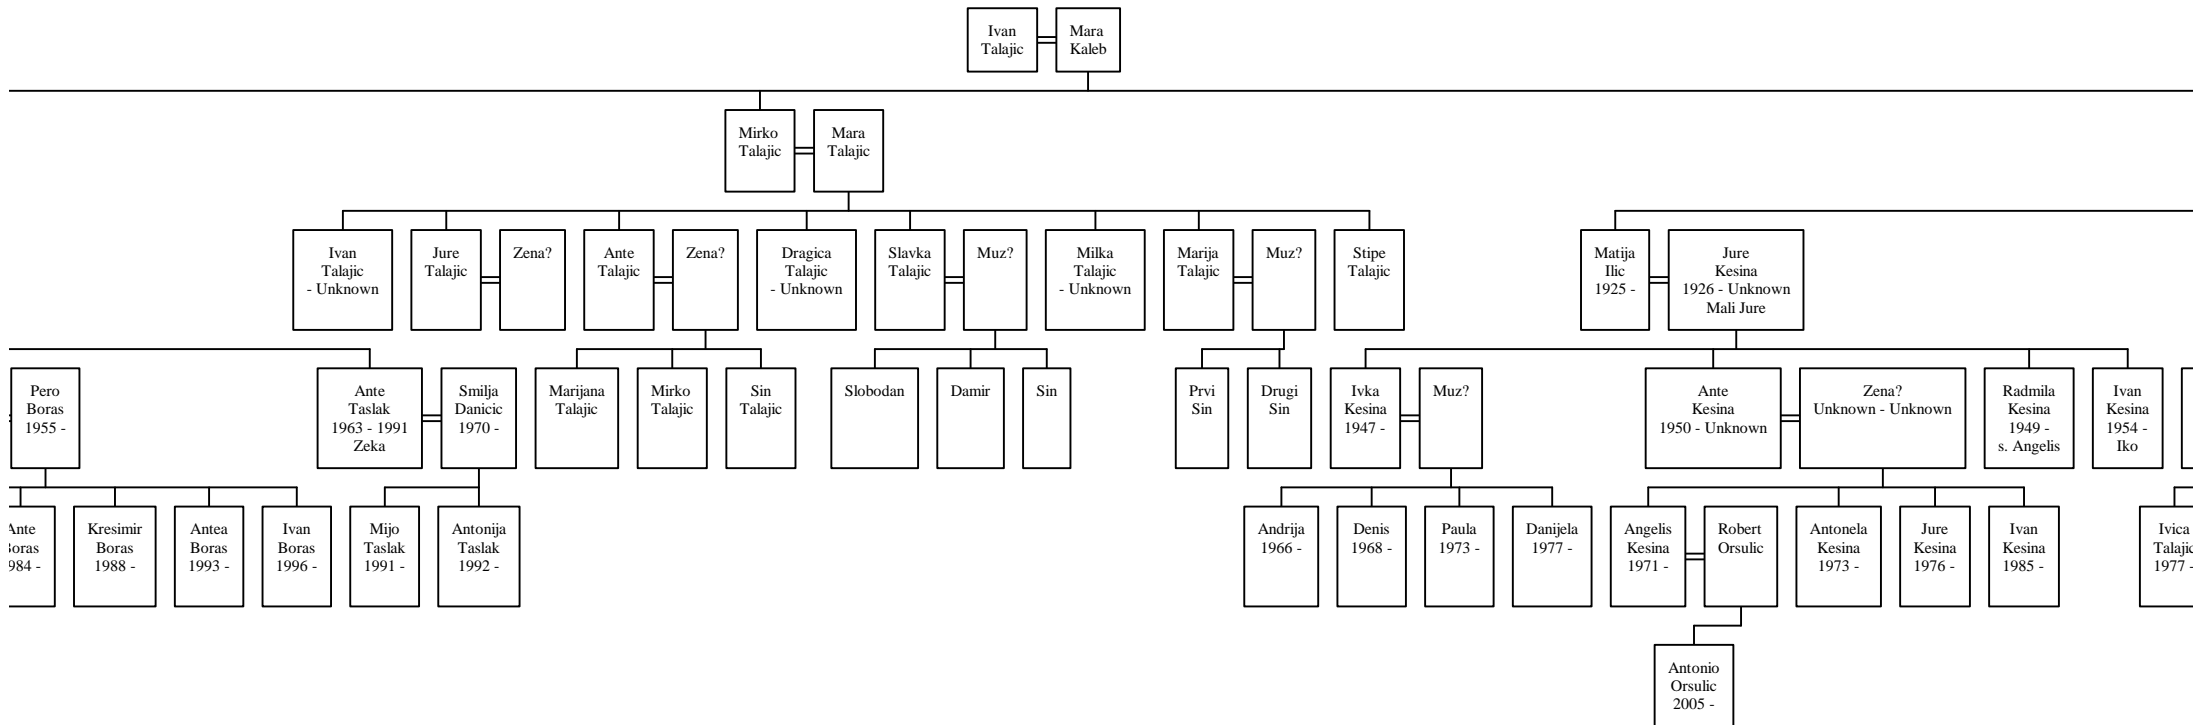 Ivan
Talajic
Mara
Kaleb
Mirko
Talajic
Mara
Talajic
Ivan
Talajic
- Unknown
Jure
Talajic
Zena?
Ante
Talajic
Zena?
Dragica
Talajic
- Unknown
Slavka
Talajic
Muz?
Milka
Talajic
- Unknown
Marija
Talajic
Muz?
Stipe
Talajic
Matija
Ilic
1925 -
Jure
Kesina
1926 - Unknown
Mali Jure
Pero
Boras
1955 -
Ante
Taslak
1963 - 1991
Zeka
Smilja
Danicic
1970 -
Marijana
Talajic
Mirko
Talajic
Sin
Talajic
Slobodan
Damir
Sin
Prvi
Sin
Drugi
Sin
Ivka
Kesina
1947 -
Muz?
Ante
Kesina
1950 - Unknown
Zena?
Unknown - Unknown
Radmila
Kesina
1949 -
s. Angelis
Ivan
Kesina
1954 -
Iko
Ante
Boras
984 -
Kresimir
Boras
1988 -
Antea
Boras
1993 -
Ivan
Boras
1996 -
Mijo
Taslak
1991 -
Antonija
Taslak
1992 -
Andrija
1966 -
Denis
1968 -
Paula
1973 -
Danijela
1977 -
Angelis
Kesina
1971 -
Robert
Orsulic
Antonela
Kesina
1973 -
Jure
Kesina
1976 -
Ivan
Kesina
1985 -
Ivica
Talajic
1977 -
Antonio
Orsulic
2005 -